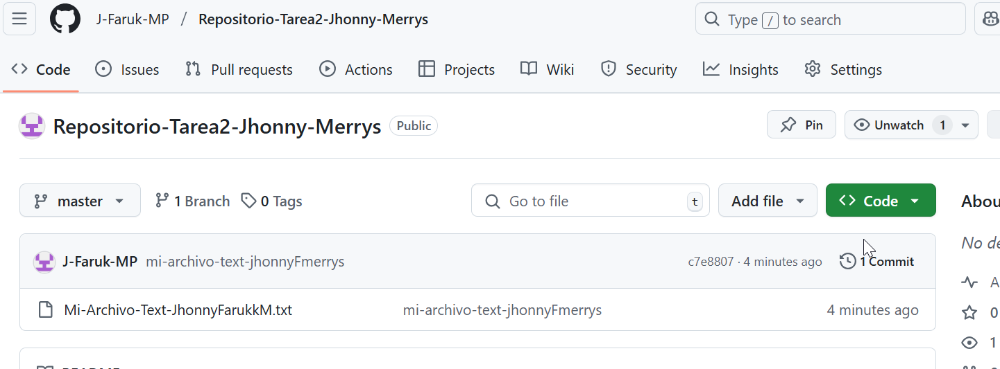 J-Faruk-MP / Repositorio-Tarea2-Jhonny-Merrys Type / to search
Code Issues Pull requests Actions Projects Wiki Security Insights Settings
Repositorio-Tarea2-Jhonny-Merrys Public Pin Unwatch 1
master 1 Branch 0 Tags Go to file t Add file Code
Abou
J-Faruk-MP mi-archivo-text-jhonnyFmerrys c7e8807 · 4 minutes ago 1 Commit
No de
A
Mi-Archivo-Text-JhonnyFarukkM.txt mi-archivo-text-jhonnyFmerrys 4 minutes ago
0
1